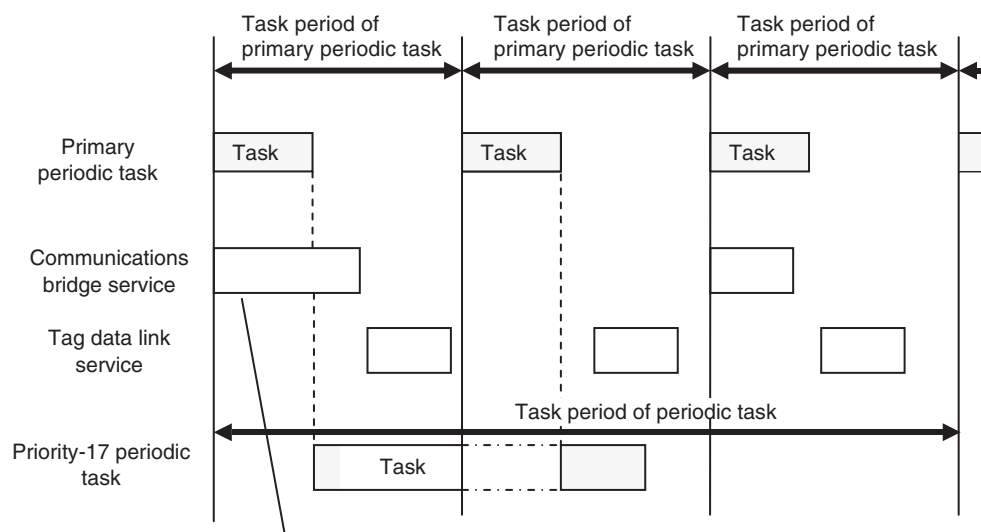 Task period of
primary periodic task
Task period of
primary periodic task
Task period of
primary periodic task
Primary
periodic task
Task
Task
Task
Communications
bridge service
Tag data link
service
Task period of periodic task
Priority-17 periodic
task
Task